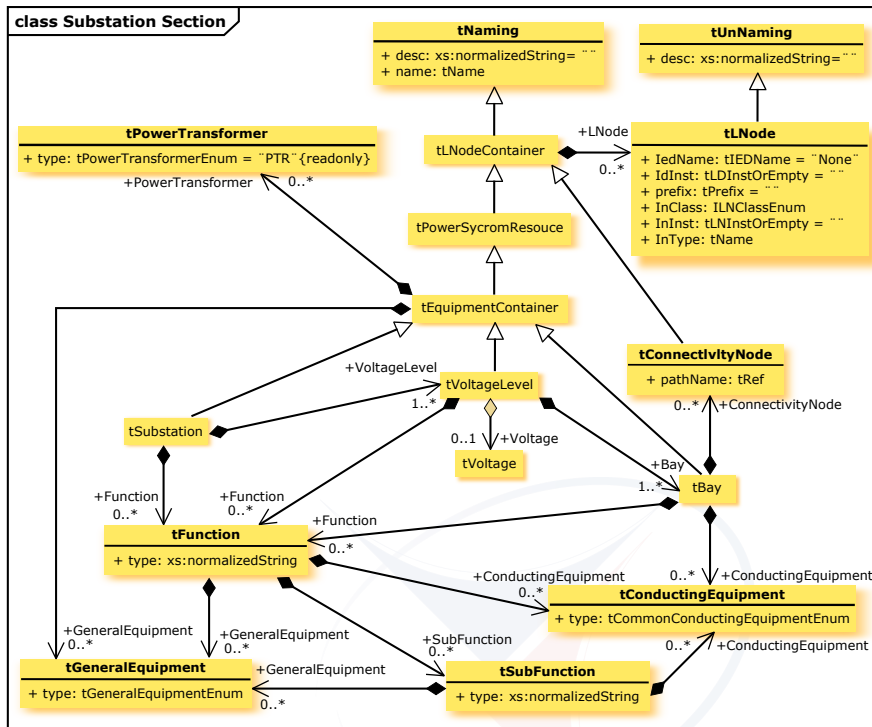 class Substation Section
tNaming
+ desc: xs:normalizedString= ¨¨
+ name: tName
tUnNaming
+ desc: xs:normalizedString=¨¨
tPowerTransformer
+ type: tPowerTransformerEnum = ¨PTR¨{readonly}
+PowerTransformer
0..*
tLNodeContainer
+LNode
0..*
tLNode
+ IedName: tIEDName = ¨None¨
+ IdInst: tLDInstOrEmpty = ¨¨
+ prefix: tPrefix = ¨¨
+ InClass: ILNClassEnum
+ InInst: tLNInstOrEmpty = ¨¨
+ InType: tName
tPowerSycromResouce
tEquipmentContainer
tConnectlvltyNode
+ pathName: tRef
+VoltageLevel
1..*
tVoltageLevel
0..*
+ConnectivityNode
tSubstation
0..1
+Voltage
tVoltage
+Bay
1..*
tBay
+Function
0..*
+Function
0..*
+Function
0..*
tFunction
+ type: xs:normalizedString
+ConductingEquipment
0..*
0..*
+ConductingEquipment
tConductingEquipment
+ type: tCommonConductingEquipmentEnum
+GeneralEquipment
0..*
+GeneralEquipment
0..*
+SubFunction
0..*
0..*
+ConductingEquipment
tGeneralEquipment
+ type: tGeneralEquipmentEnum
+GeneralEquipment
0..*
tSubFunction
+ type: xs:normalizedString